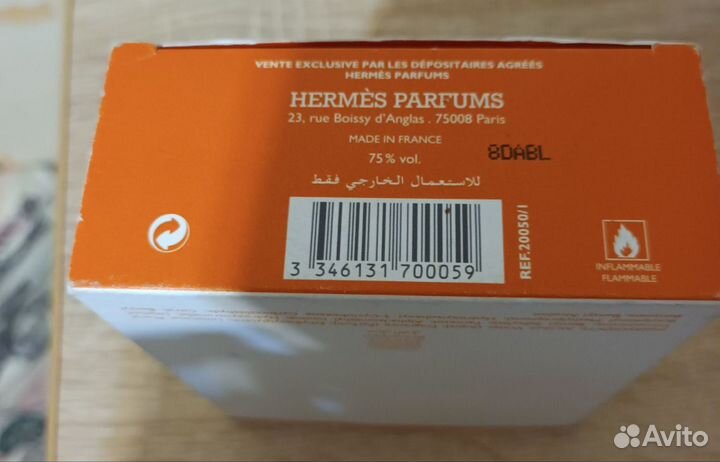 VENTE EXCLUSIVE PAR LES DÉPOSITAIRES AGRÉÉS
HERMÈS PARFUMS
HERMÈS PARFUMS
23, rue Boissy d'Anglas . 75008 Paris
MADE IN FRANCE
75% vol.
8DABL
للاستعمال الخارجي فقط
3 346131 700059
REF.20050/I
INFLAMMABLE
FLAMMABLE
Avito